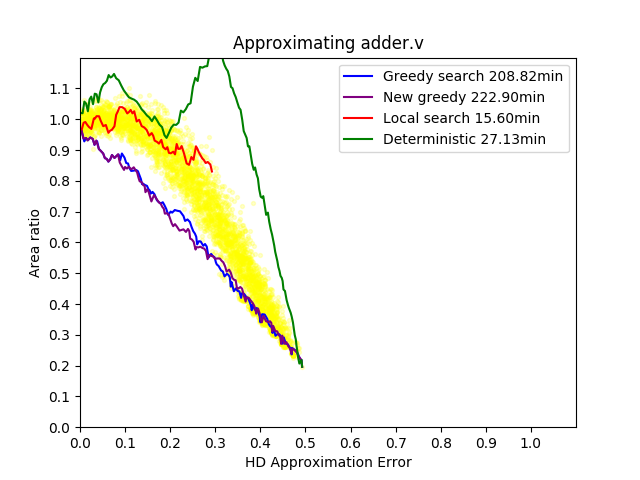 Approximating adder.v
Greedy search 208.82min
New greedy 222.90min
Local search 15.60min
Deterministic 27.13min
Area ratio
1.1
1.0
0.9
0.8
0.7
0.6
0.5
0.4
0.3
0.2
0.1
0.0
0.0 0.1 0.2 0.3 0.4 0.5 0.6 0.7 0.8 0.9 1.0
HD Approximation Error